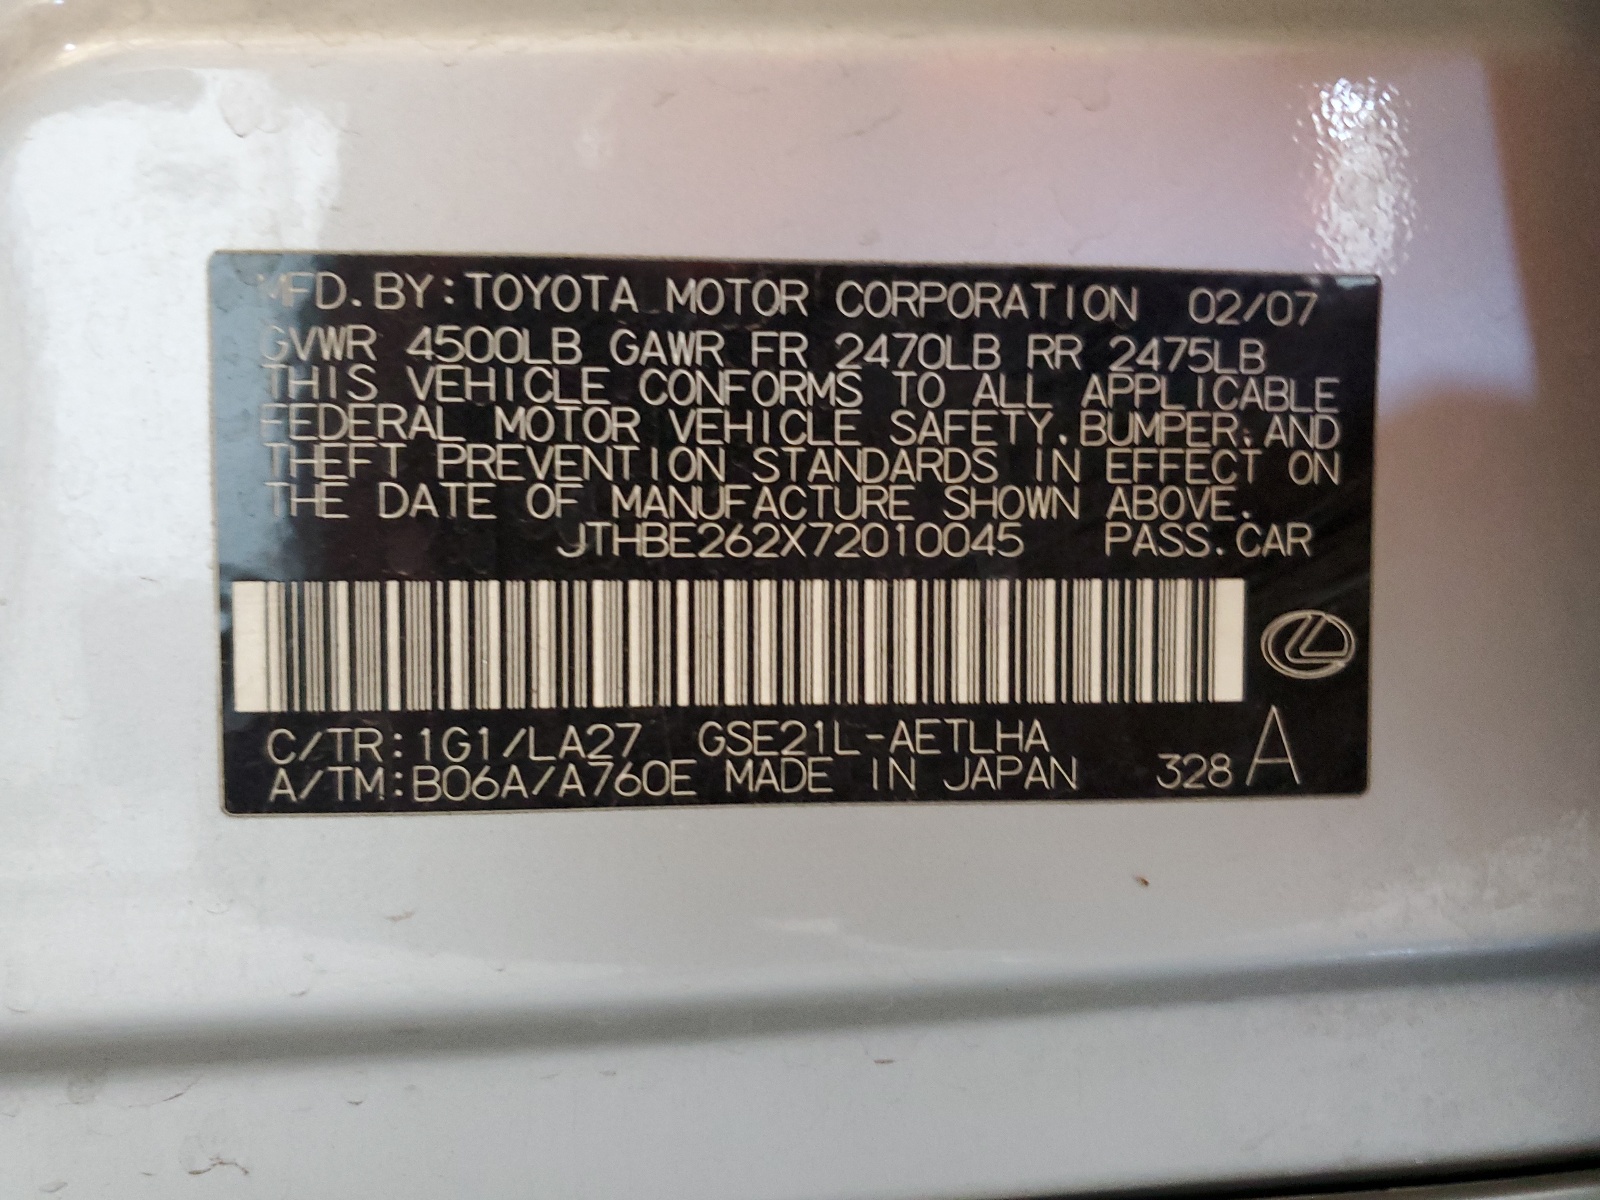 MFD. BY: TOYOTA MOTOR CORPORATION 02/07
GVWR 4500LB GAWR FR 2470LB RR 2475LB
THIS VEHICLE CONFORMS TO ALL APPLICABLE
FEDERAL MOTOR VEHICLE SAFETY, BUMPER, AND
THEFT PREVENTION STANDARDS IN EFFECT ON
THE DATE OF MANUFACTURE SHOWN ABOVE.
JTHBE262X72010045 PASS. CAR
C/TR: 1G1/LA27 GSE21L-AETLHA
A/TM: B06A/A760E MADE IN JAPAN 328 A